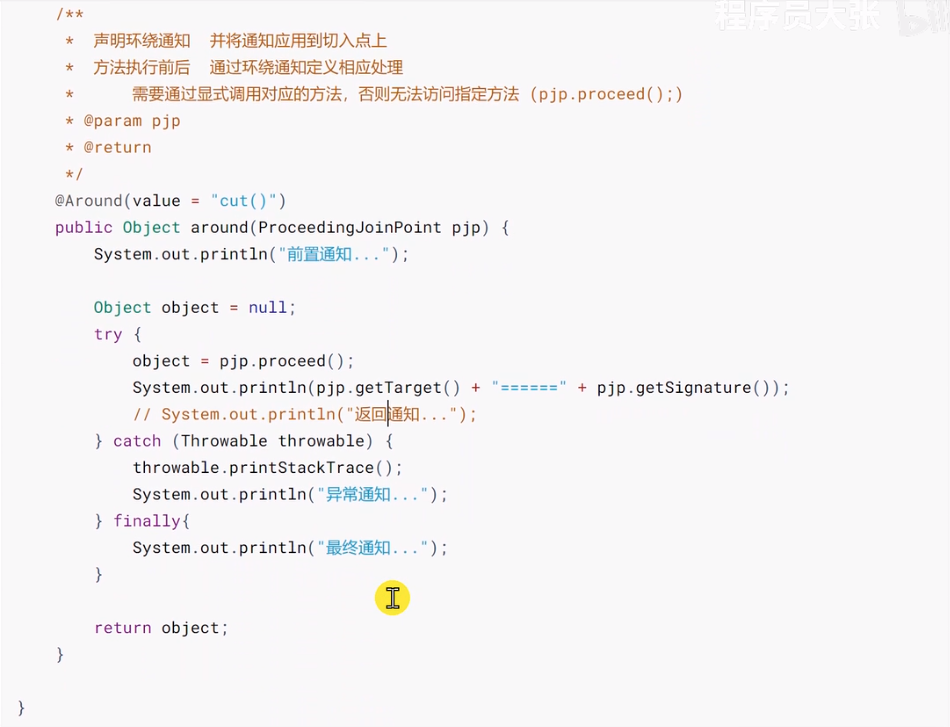 程序员大张
/**
* 声明环绕通知 并将通知应用到切入点上
* 方法执行前后 通过环绕通知定义相应处理
* 需要通过显式调用对应的方法，否则无法访问指定方法 (pjp.proceed();)
* @param pjp
* @return
*/
@Around(value = "cut()")
public Object around(ProceedingJoinPoint pjp) {
System.out.println("前置通知...");
Object object = null;
try {
object = pjp.proceed();
System.out.println(pjp.getTarget() + "======" + pjp.getSignature());
// System.out.println("返回通知...");
} catch (Throwable throwable) {
throwable.printStackTrace();
System.out.println("异常通知...");
} finally{
System.out.println("最终通知...");
}
return object;
}
}